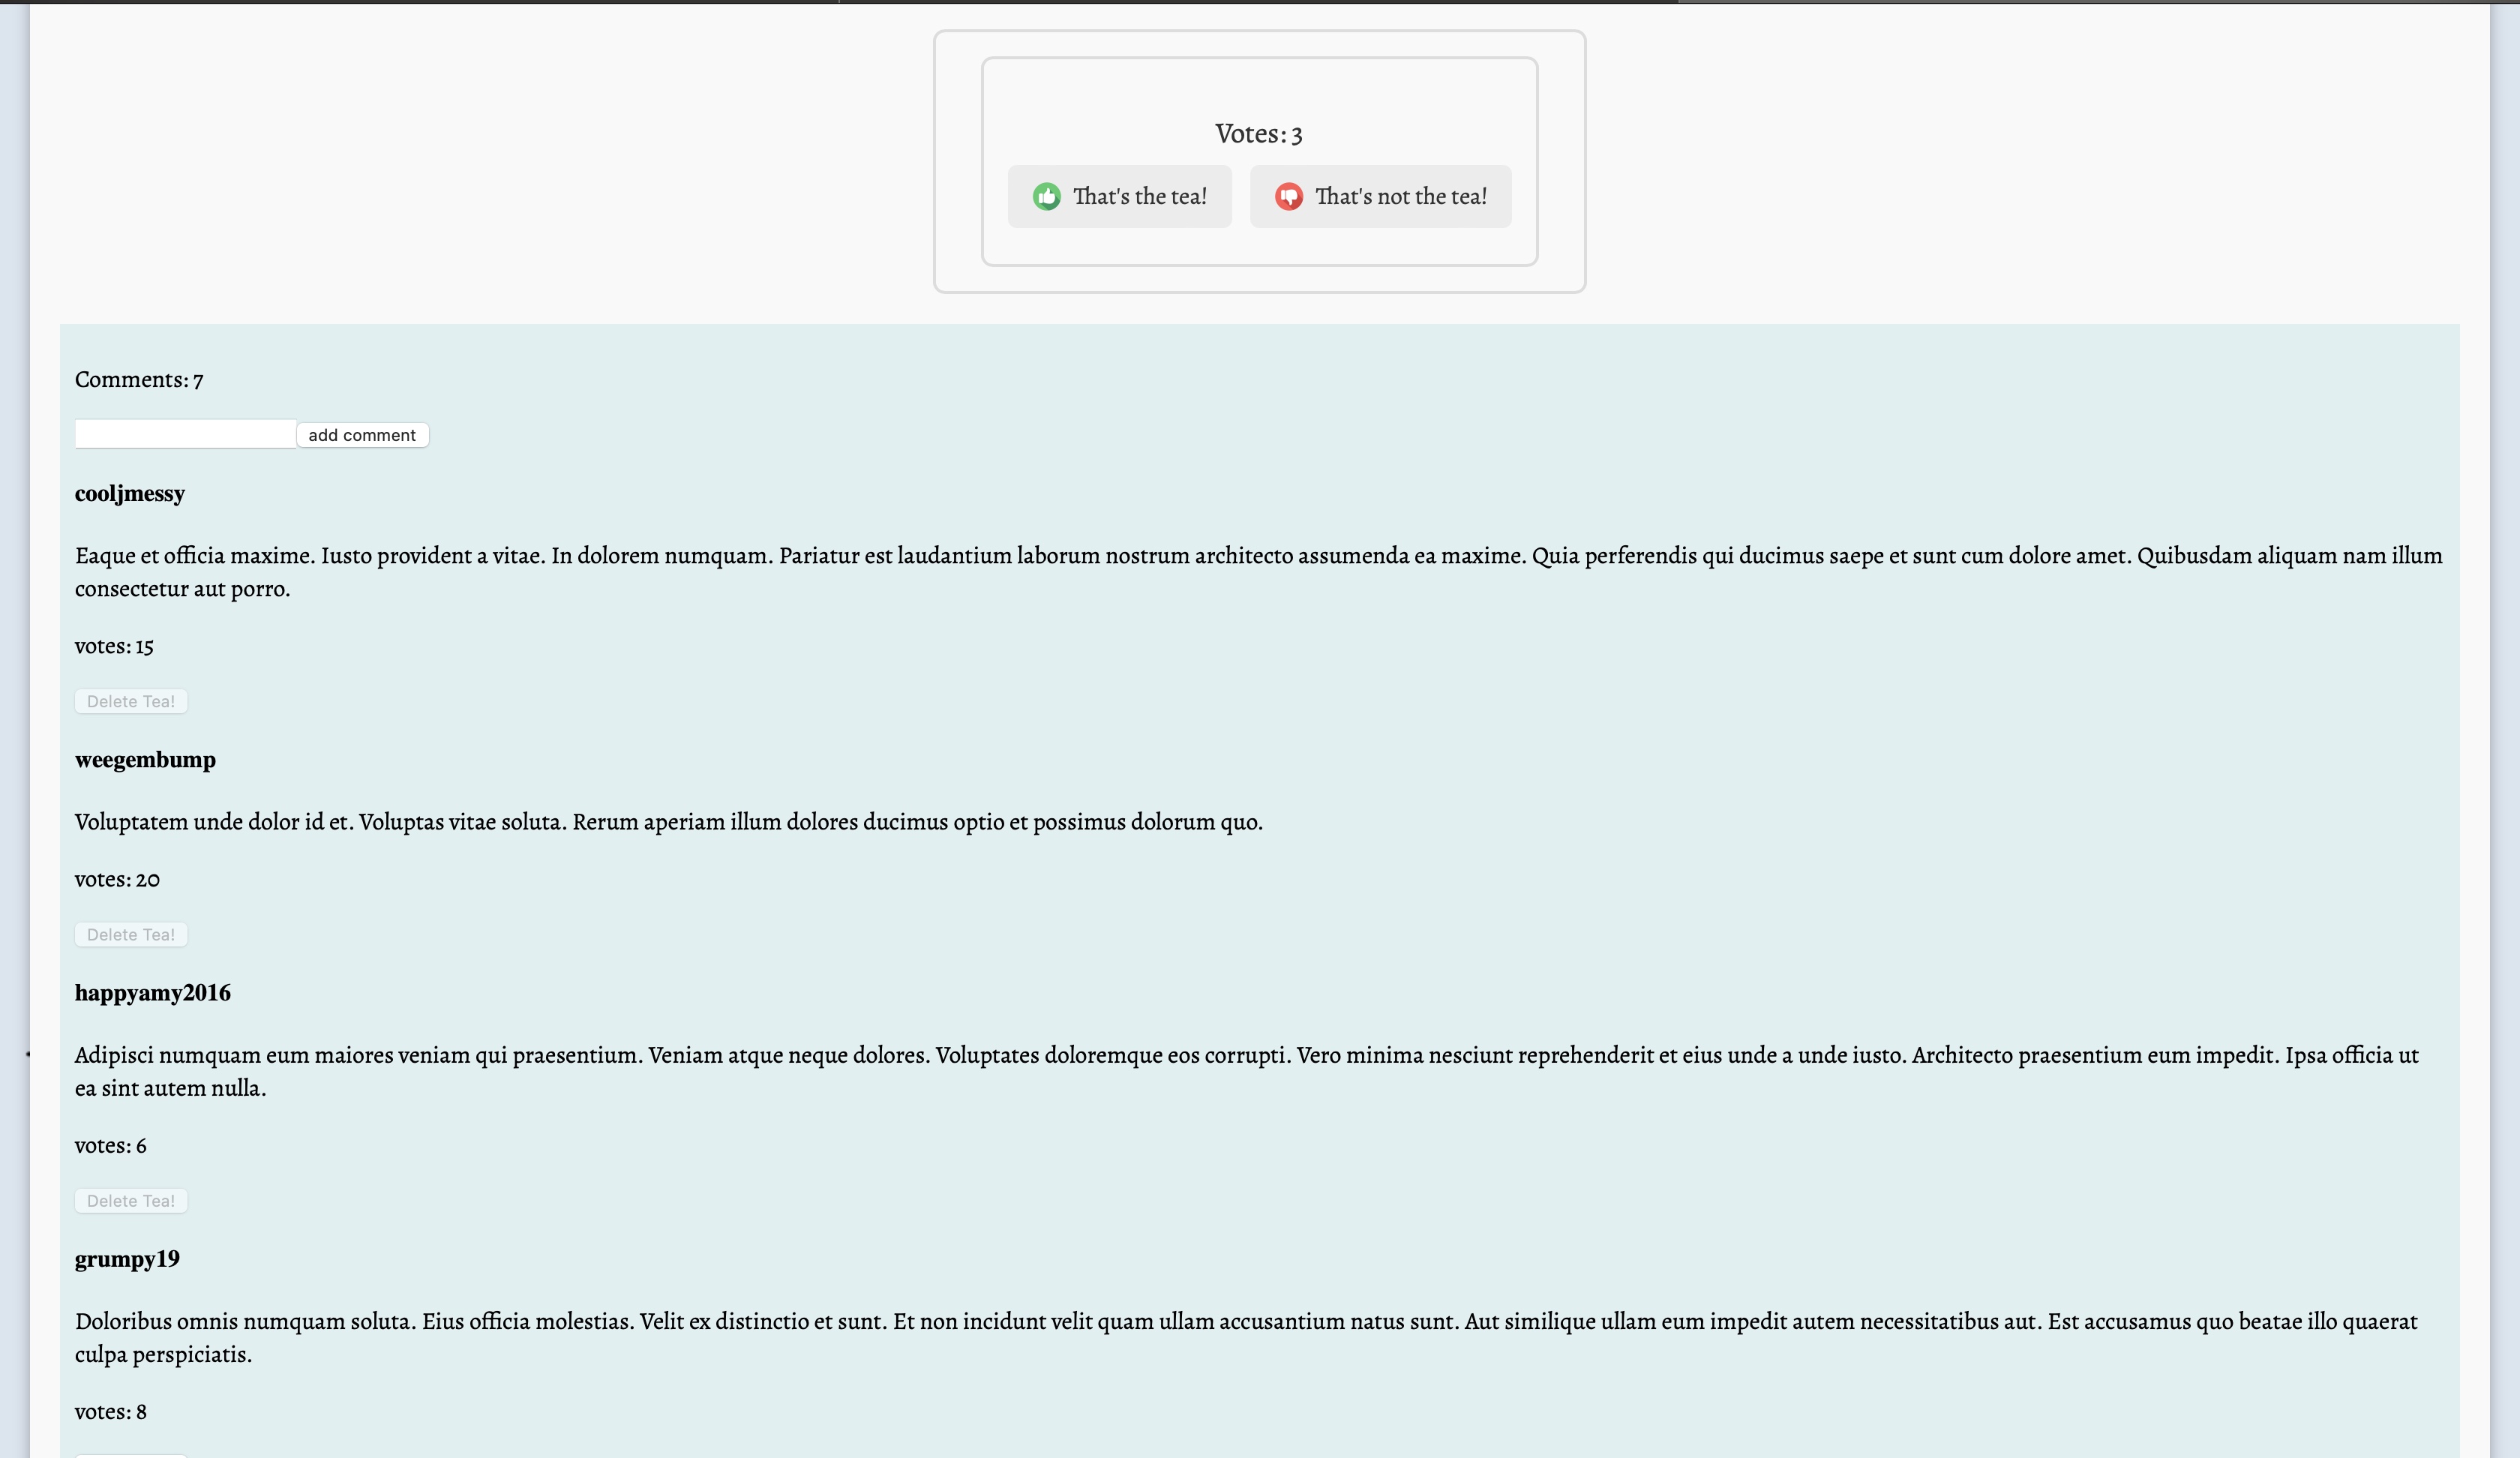 Votes: 3
That's the tea!
That's not the tea!
Comments: 7
add comment
cooljmessy
Eaque et officia maxime. Iusto provident a vitae. In dolorem numquam. Pariatur est laudantium laborum nostrum architecto assumenda ea maxime. Quia perferendis qui ducimus saepe et sunt cum dolore amet. Quibusdam aliquam nam illum
consectetur aut porro.
votes: 15
Delete Tea!
weegembump
Voluptatem unde dolor id et. Voluptas vitae soluta. Rerum aperiam illum dolores ducimus optio et possimus dolorum quo.
votes: 20
Delete Tea!
happyamy2016
Adipisci numquam eum maiores veniam qui praesentium. Veniam atque neque dolores. Voluptates doloremque eos corrupti. Vero minima nesciunt reprehenderit et eius unde a unde iusto. Architecto praesentium eum impedit. Ipsa officia ut
ea sint autem nulla.
votes: 6
Delete Tea!
grumpy19
Doloribus omnis numquam soluta. Eius officia molestias. Velit ex distinctio et sunt. Et non incidunt velit quam ullam accusantium natus sunt. Aut similique ullam eum impedit autem necessitatibus aut. Est accusamus quo beatae illo quaerat
culpa perspiciatis.
votes: 8